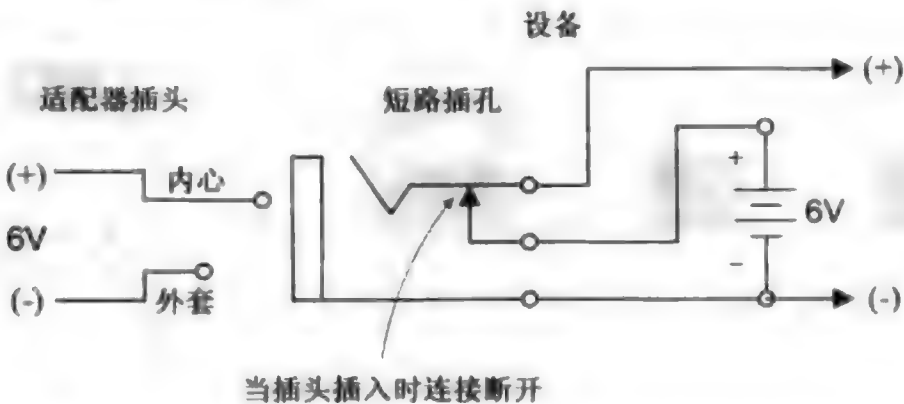 设备
(+)
适配器插头
短路插孔
(+)
内心
+
6V
6V
-
(-)
外套
(-)
当插头插入时连接断开